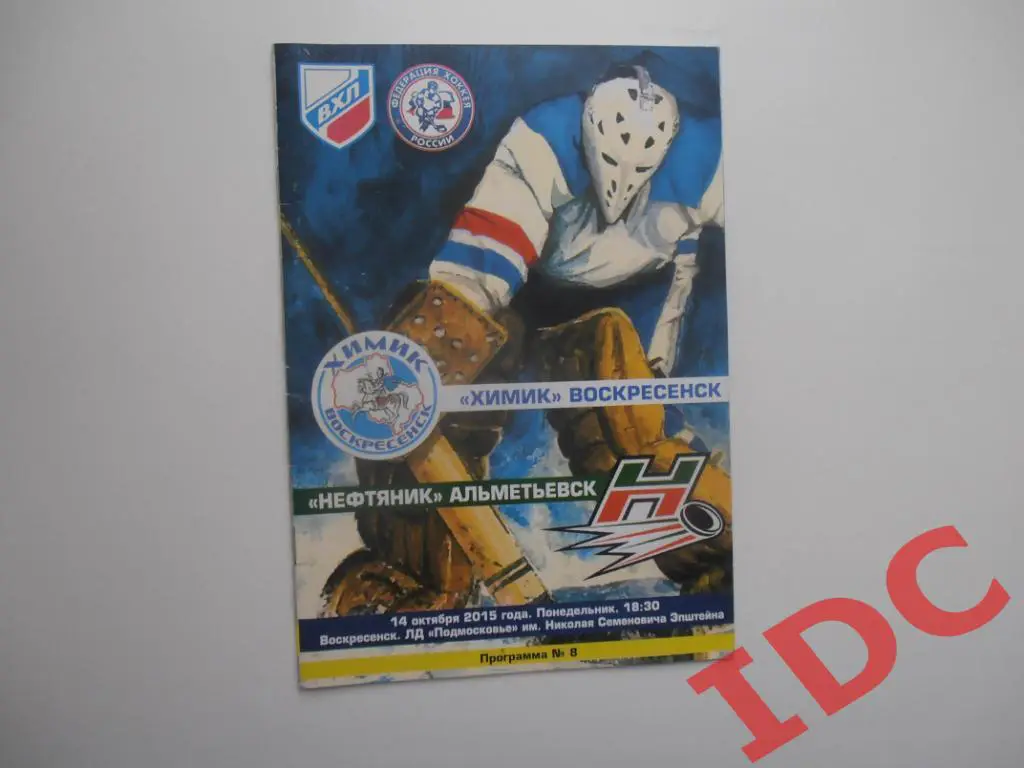 ВХЛ
ФЕДЕРАЦИЯ ХОККЕЯ
РОССИИ
ХИМИК
ВОСКРЕСЕНСК
«ХИМИК» ВОСКРЕСЕНСК
«НЕФТЯНИК» АЛЬМЕТЬЕВСК
Н
14 октября 2015 года. Понедельник. 18:30
Воскресенск. ЛД «Подмосковье» им. Николая Семеновича Эпштейна
Программа № 8
IDC